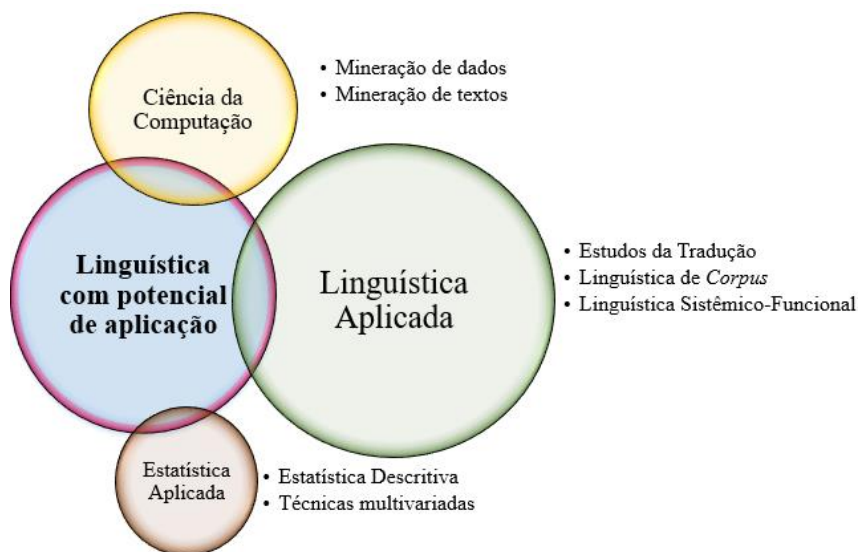 Ciência da
Computação
• Mineração de dados
• Mineração de textos
Linguística
com potencial
de aplicação
Linguística
Aplicada
• Estudos da Tradução
• Linguística de Corpus
• Linguística Sistêmico-Funcional
Estatística
Aplicada
• Estatística Descritiva
• Técnicas multivariadas